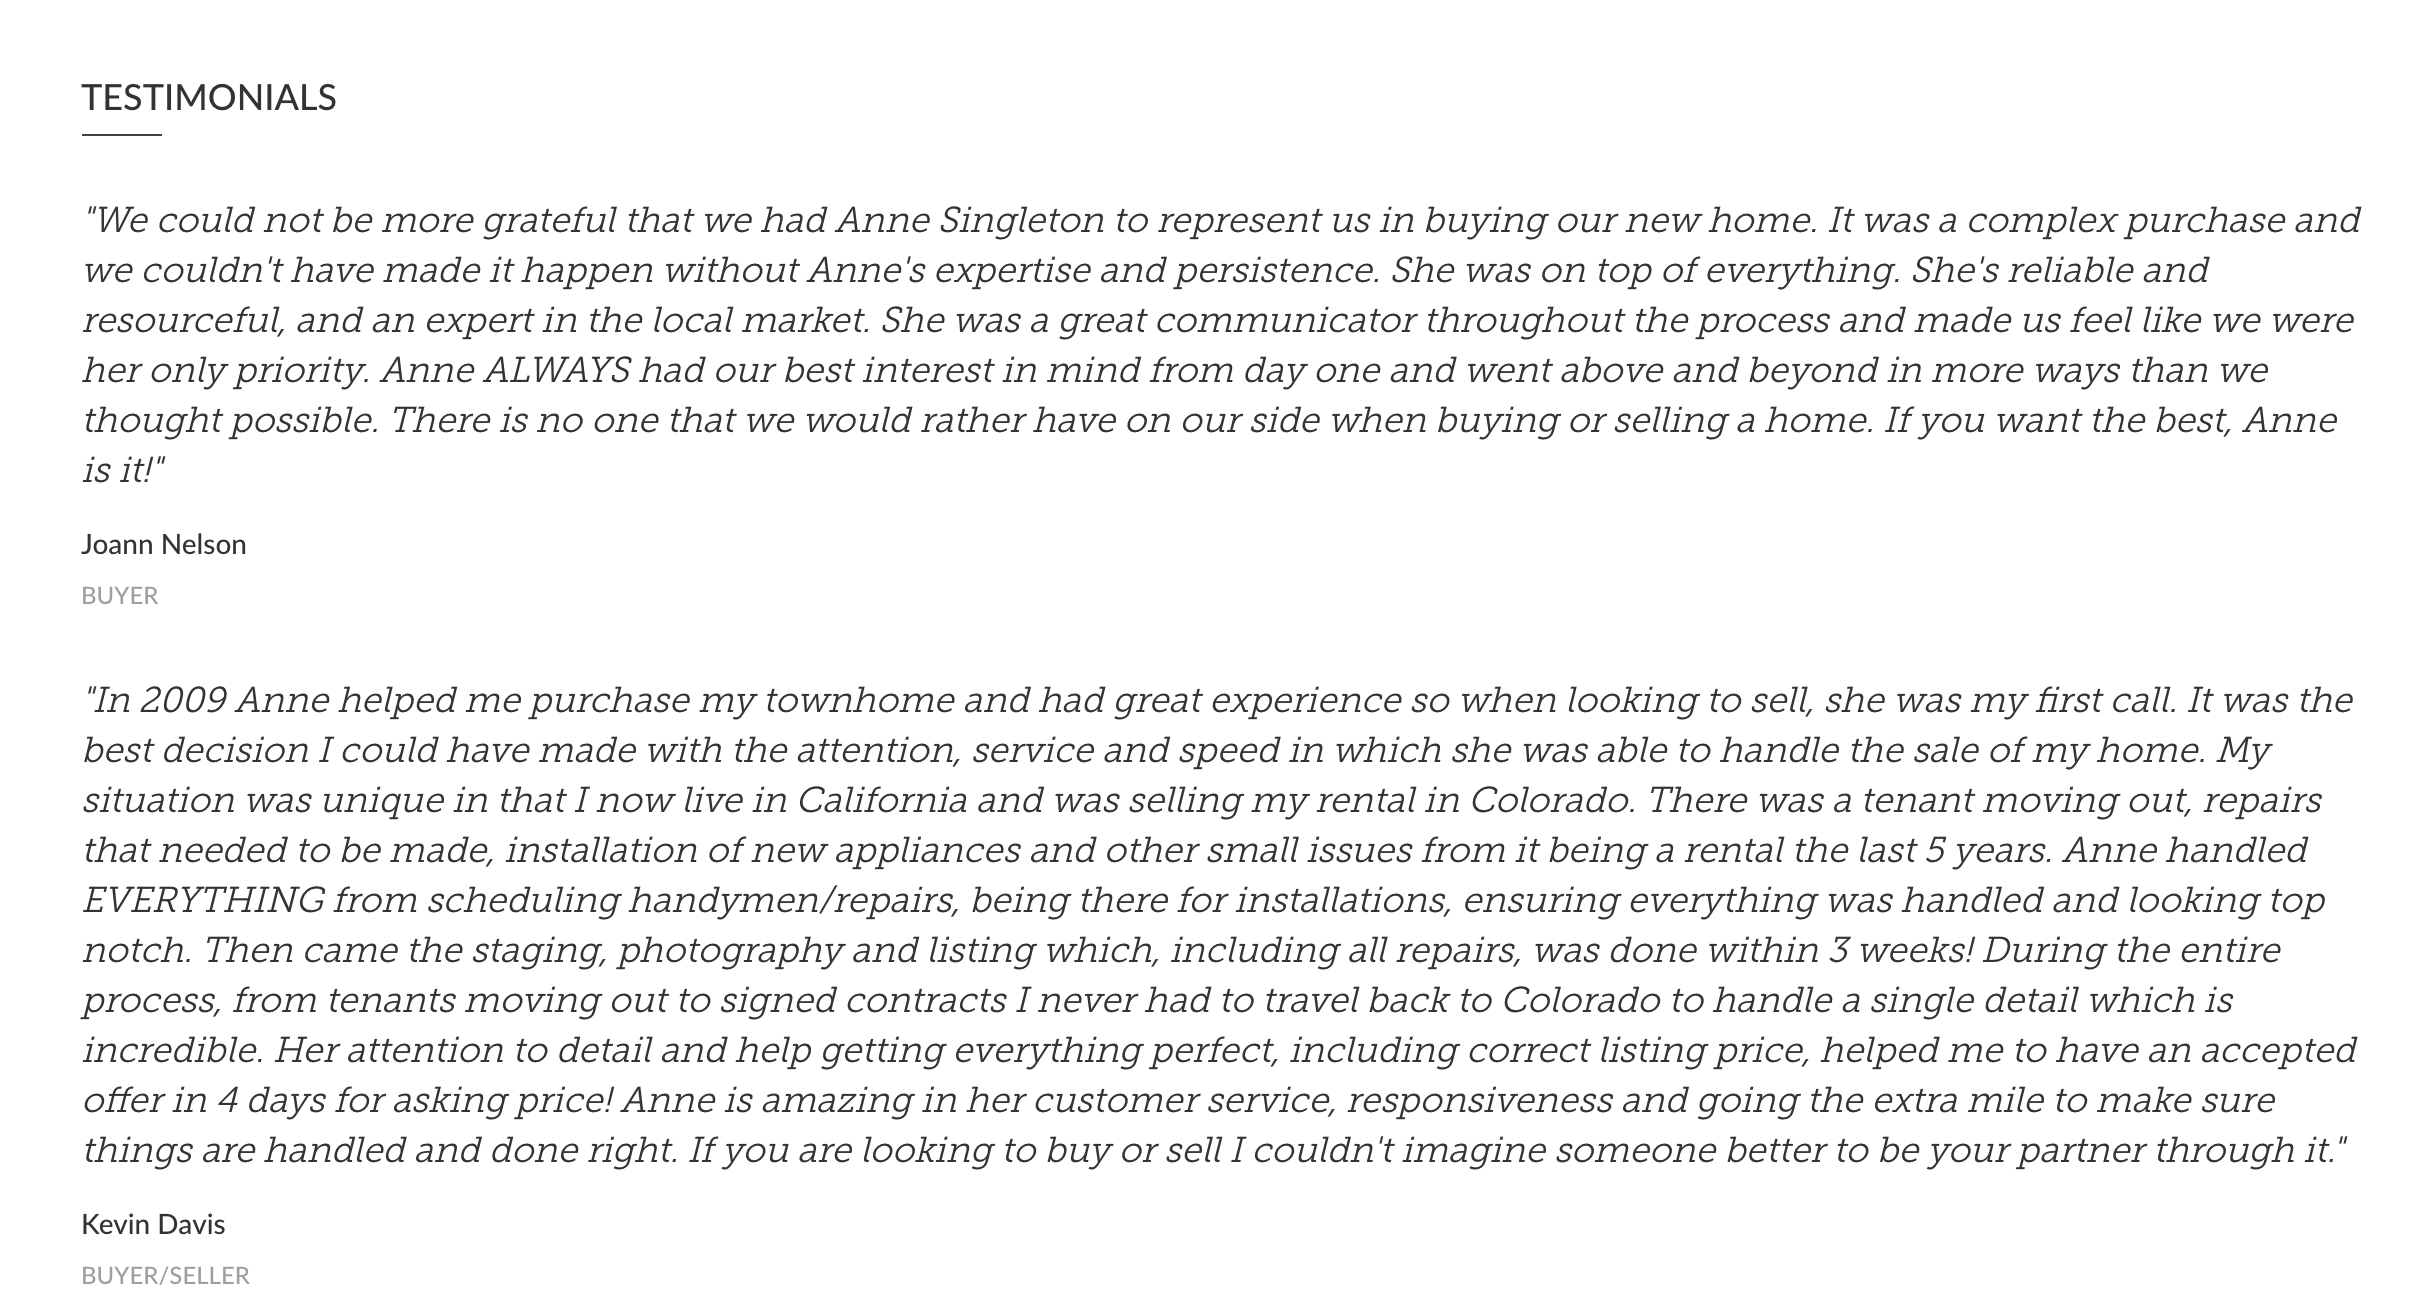 TESTIMONIALS
"We could not be more grateful that we had Anne Singleton to represent us in buying our new home. It was a complex purchase and
we couldn't have made it happen without Anne's expertise and persistence. She was on top of everything. She's reliable and
resourceful, and an expert in the local market. She was a great communicator throughout the process and made us feel like we were
her only priority. Anne ALWAYS had our best interest in mind from day one and went above and beyond in more ways than we
thought possible. There is no one that we would rather have on our side when buying or selling a home. If you want the best, Anne
is it!"
Joann Nelson
BUYER
"In 2009 Anne helped me purchase my townhome and had great experience so when looking to sell, she was my first call. It was the
best decision I could have made with the attention, service and speed in which she was able to handle the sale of my home. My
situation was unique in that I now live in California and was selling my rental in Colorado. There was a tenant moving out, repairs
that needed to be made, installation of new appliances and other small issues from it being a rental the last 5 years. Anne handled
EVERYTHING from scheduling handymen/repairs, being there for installations, ensuring everything was handled and looking top
notch. Then came the staging, photography and listing which, including all repairs, was done within 3 weeks! During the entire
process, from tenants moving out to signed contracts I never had to travel back to Colorado to handle a single detail which is
incredible. Her attention to detail and help getting everything perfect, including correct listing price, helped me to have an accepted
offer in 4 days for asking price! Anne is amazing in her customer service, responsiveness and going the extra mile to make sure
things are handled and done right. If you are looking to buy or sell I couldn't imagine someone better to be your partner through it."
Kevin Davis
BUYER/SELLER